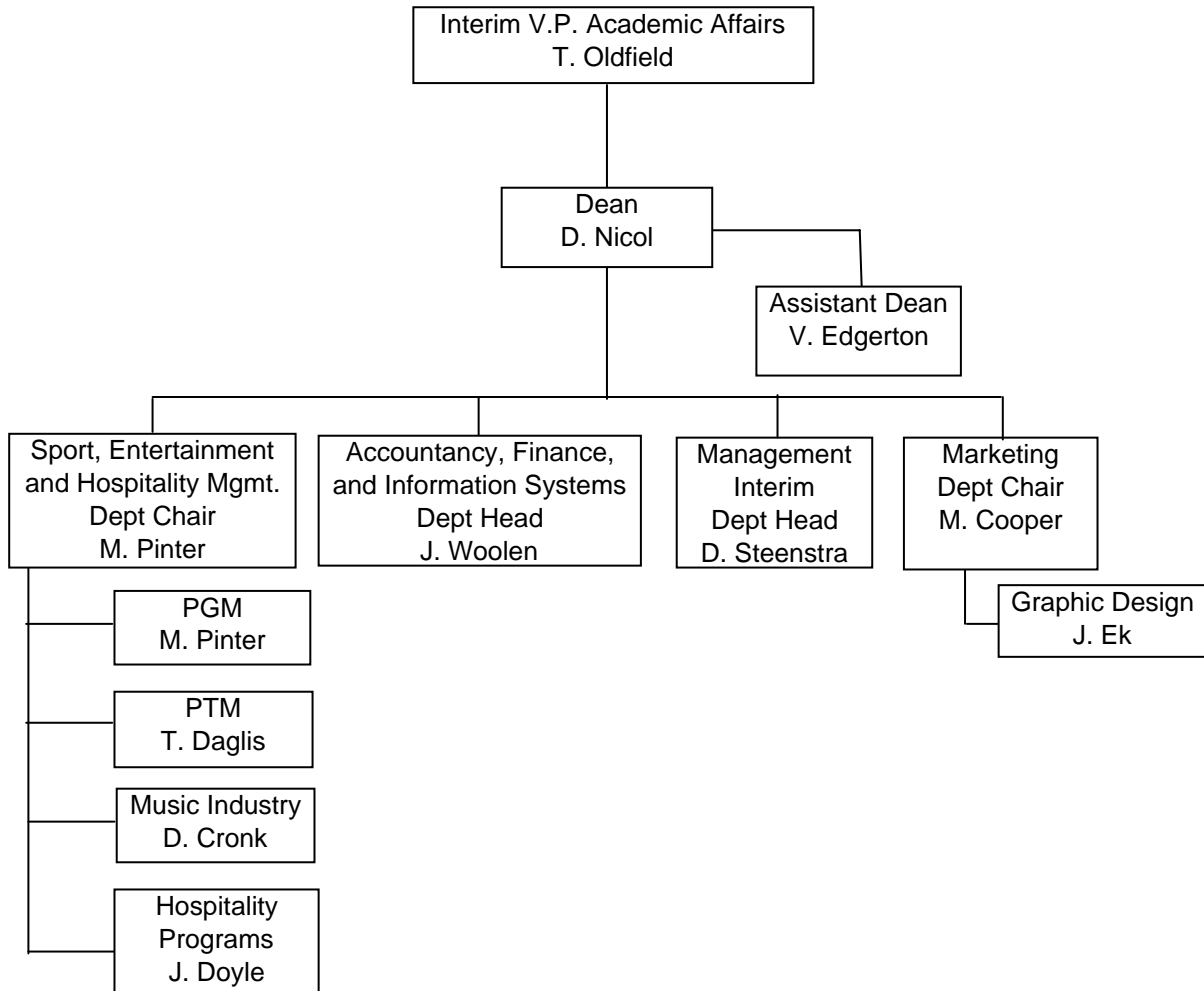 Interim V.P. Academic Affairs
T. Oldfield
Dean
D. Nicol
Assistant Dean
V. Edgerton
Sport, Entertainment
and Hospitality Mgmt.
Dept Chair
M. Pinter
Accountancy, Finance,
and Information Systems
Dept Head
J. Woolen
Management
Interim
Dept Head
D. Steenstra
Marketing
Dept Chair
M. Cooper
PGM
M. Pinter
PTM
T. Daglis
Music Industry
D. Cronk
Hospitality
Programs
J. Doyle
Graphic Design
J. Ek